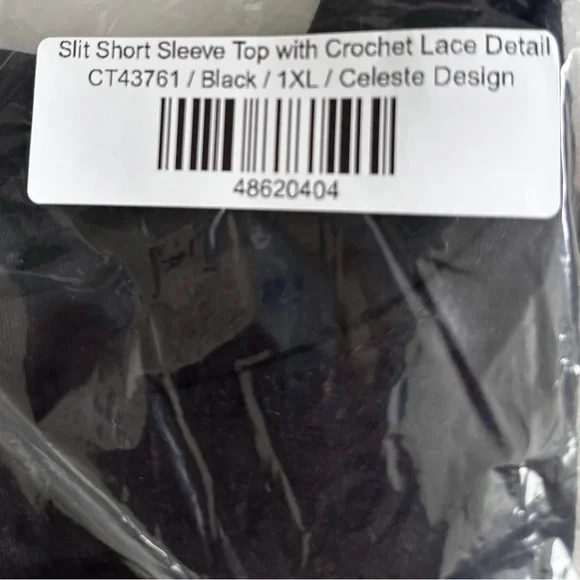 Slit Short Sleeve Top with Crochet Lace Detail
CT43761 / Black / 1XL / Celeste Design
48620404